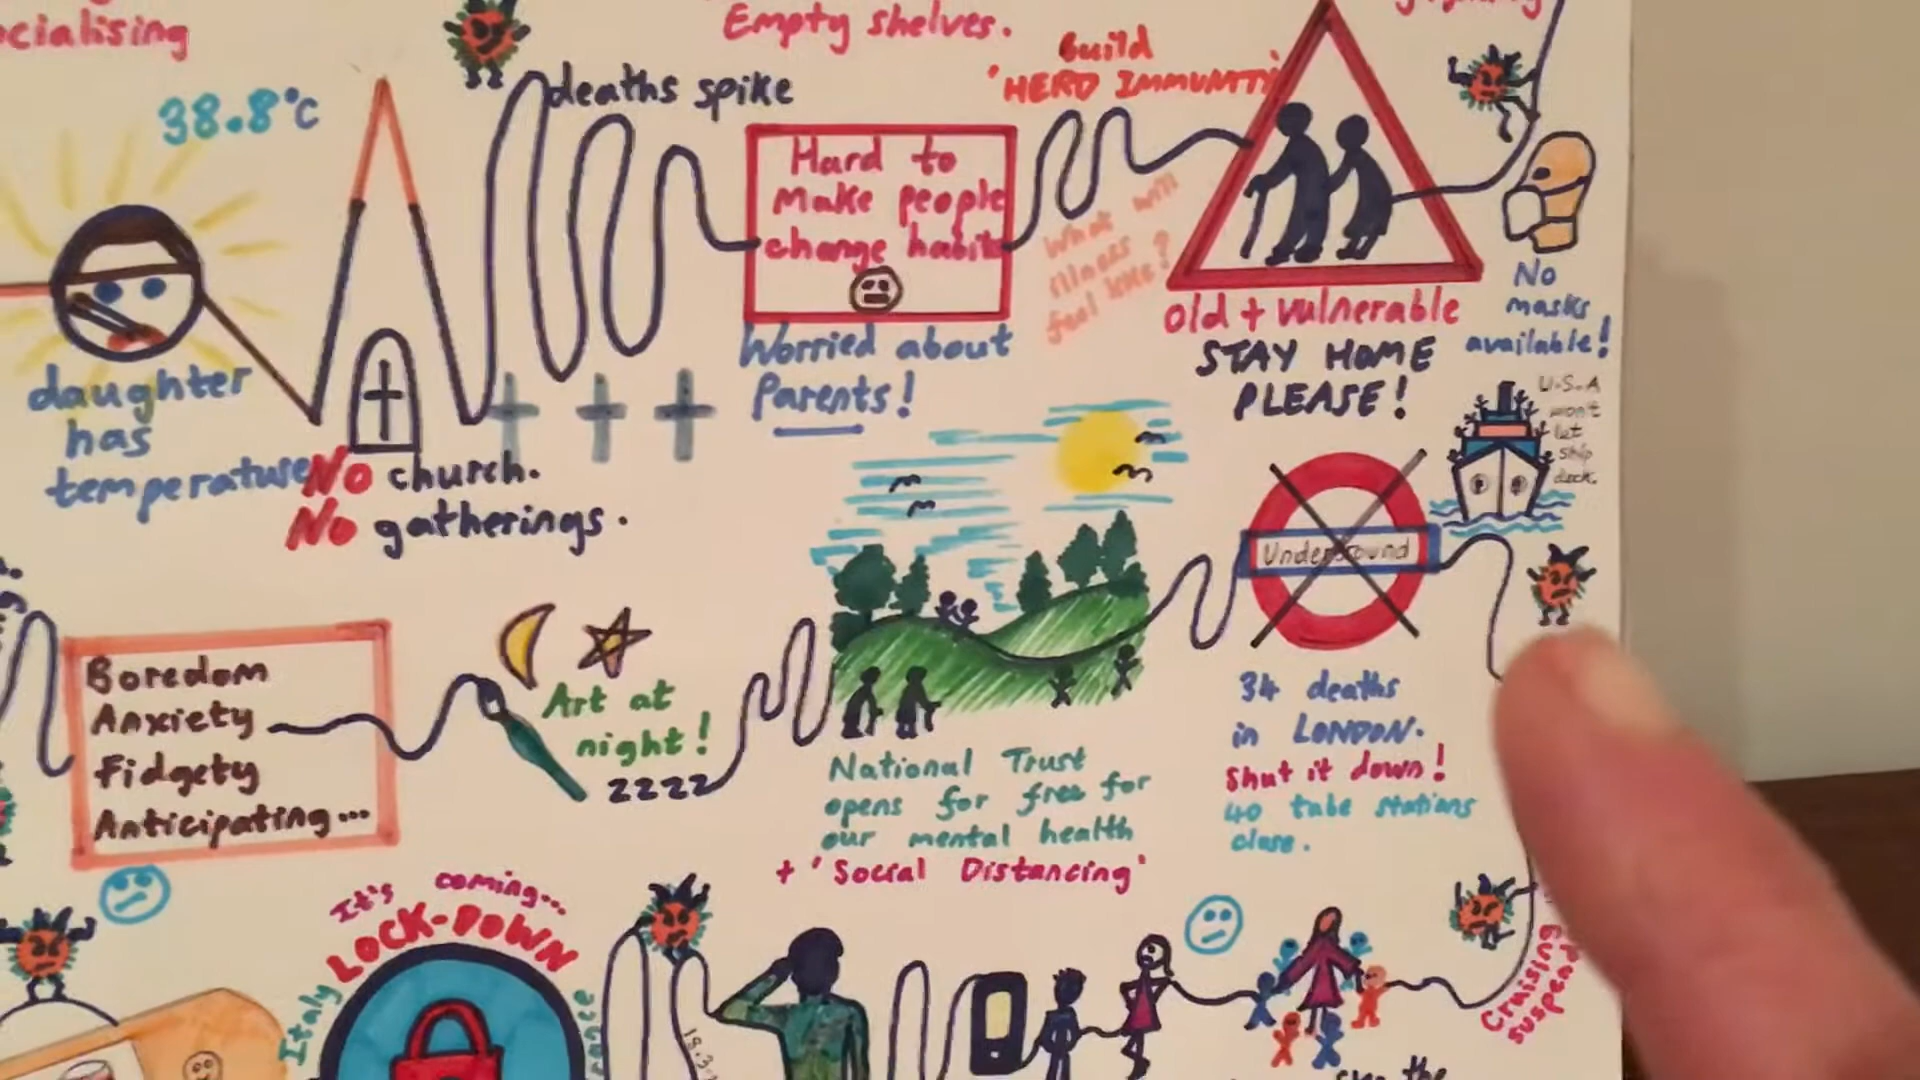 ocialising
Empty shelves.
38.8°C
deaths spike
Build
'HERD IMMUNITI
Hard to
make people
change habits
What will
illness
feel like?
Worried about
Parents!
Old + vulnerable
STAY HOME
PLEASE!
No
masks
available!
U.S.A
won't
let
ship
dock.
daughter
has
temperature
No church.
No gatherings.
Underground
Boredom
Anxiety
Fidgety
Anticipating...
Art at
night!
zzzz
National Trust
opens for free for
our mental health
+ 'Social Distancing'
34 deaths
in LONDON.
Shut it down!
40 tube stations
close.
It's coming...
LOCK-DOWN
Italy
Cruising
the